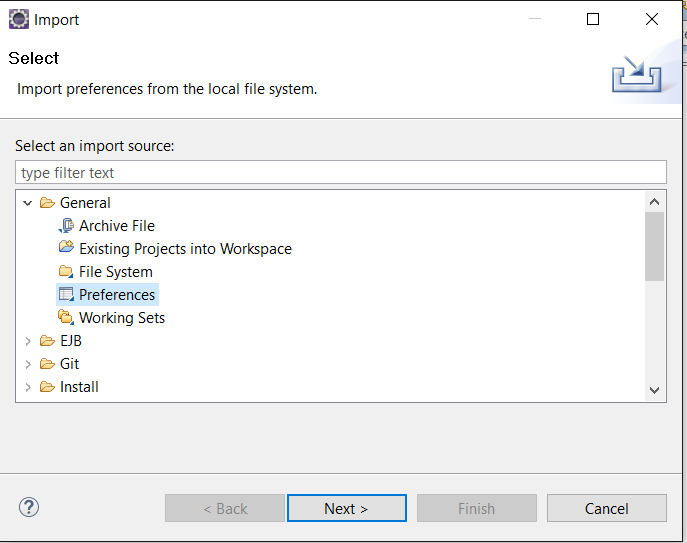 Import
Select
Import preferences from the local file system.
Select an import source:
type filter text
General
Archive File
Existing Projects into Workspace
File System
Preferences
Working Sets
EJB
Git
Install
?
< Back
Next >
Finish
Cancel